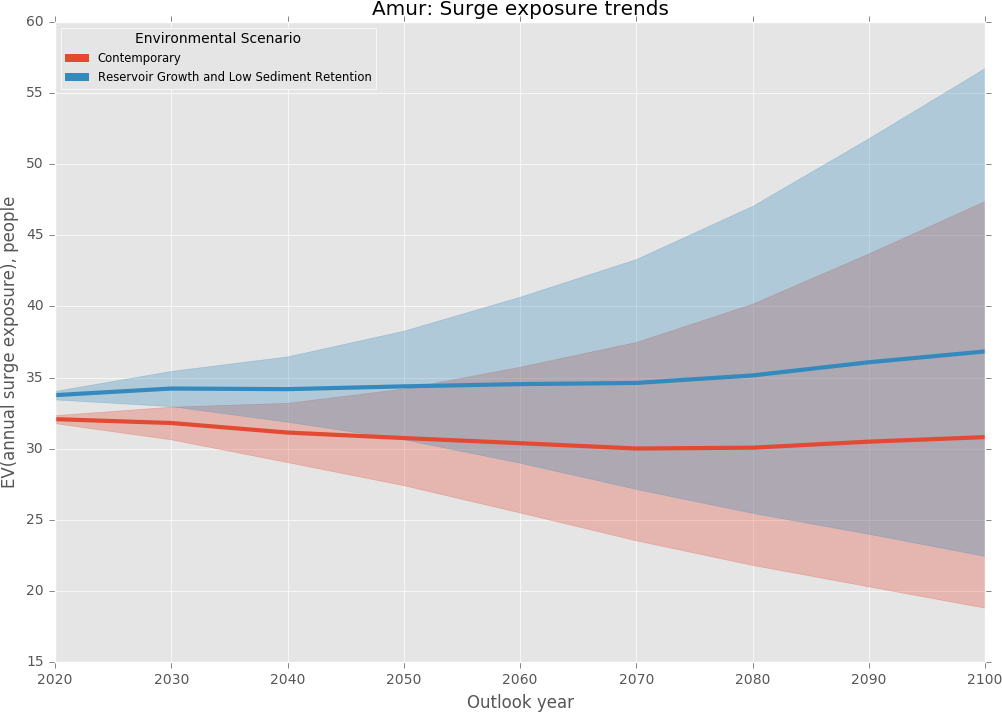 Amur: Surge exposure trends
Environmental Scenario
Contemporary
Reservoir Growth and Low Sediment Retention
EV(annual surge exposure), people
60
55
50
45
40
35
30
25
20
15
2020 2030 2040 2050 2060 2070 2080 2090 2100
Outlook year